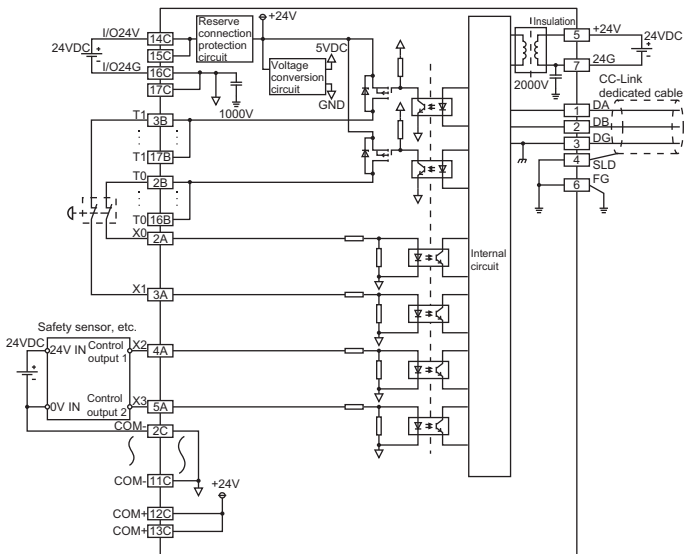 +24V
Reserve
connection
protection
circuit
I/O24V
14C
24VDC
15C
I/O24G
16C
17C
5VDC
Voltage
conversion
circuit
GND
1000V
Insulation
+24V
5
24VDC
24G
7
2000V
CC-Link
dedicated cable
DA
1
DB
2
DG
3
4
SLD
FG
6
T1
3B
T1
17B
T0
2B
T0
16B
X0
2A
Internal
circuit
X1
3A
Safety sensor, etc.
24VDC
24V IN
Control
output 1
X2
4A
0V IN
Control
output 2
X3
5A
COM-
2C
COM-
11C
+24V
COM+
12C
COM+
13C